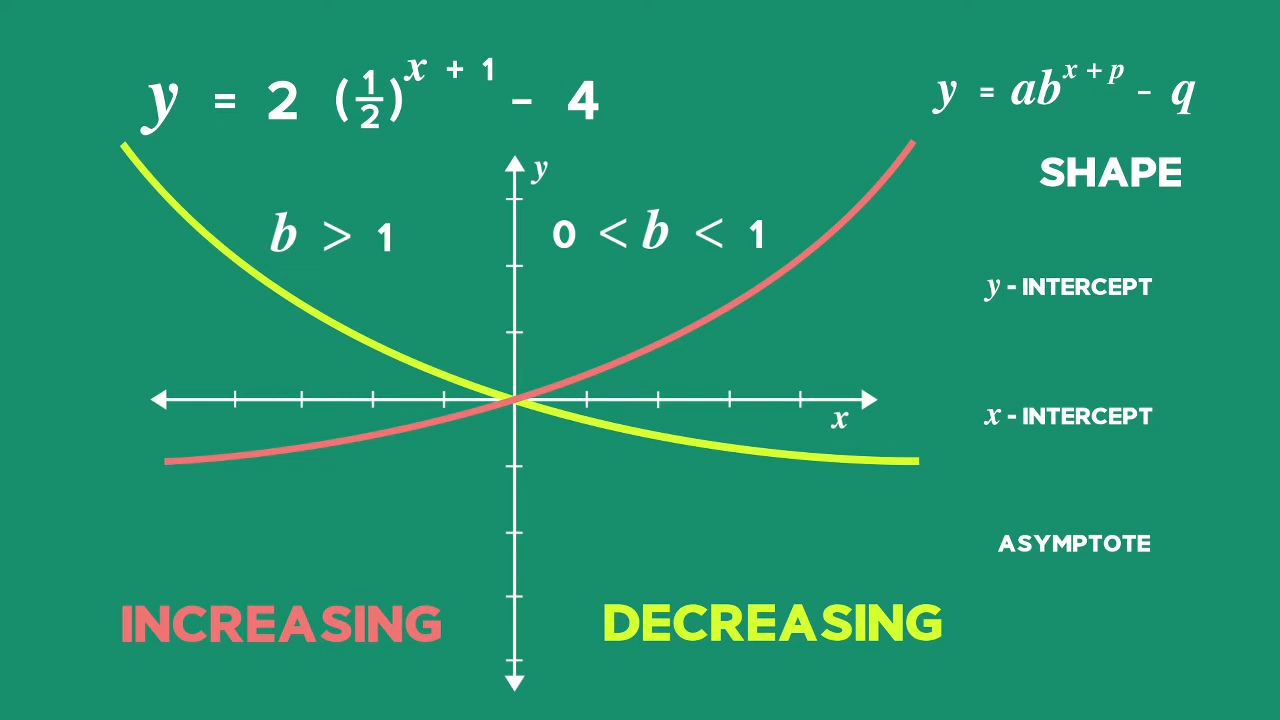 y = 2 (1/2)^{x + 1} - 4
y = ab^{x + p} - q
SHAPE
y
b > 1
0 < b < 1
y - INTERCEPT
x
x - INTERCEPT
ASYMPTOTE
INCREASING
DECREASING